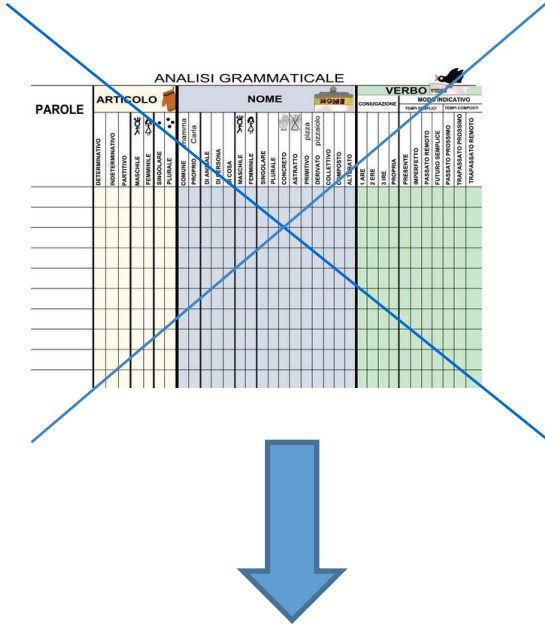 ANALISI GRAMMATICALE
PAROLE
ARTICOLO
NOME
NOME
VERBO
CONIUGAZIONE
MODO INDICATIVO
TEMPI SEMPLICI
TEMPI COMPOSTI
DETERMINATIVO
INDETERMINATIVO
PARTITIVO
MASCHILE
FEMMINILE
SINGOLARE
PLURALE
COMUNE mamma
PROPRIO Carla
DI ANIMALE
DI PERSONA
DI COSA
MASCHILE
FEMMINILE
SINGOLARE
PLURALE
CONCRETO
ASTRATTO
PRIMITIVO pizza
DERIVATO pizzaiolo
COLLETTIVO
COMPOSTO
ALTERATO
1 ARE
2 ERE
3 IRE
PROPRIA
PRESENTE
IMPERFETTO
PASSATO REMOTO
FUTURO SEMPLICE
PASSATO PROSSIMO
TRAPASSATO PROSSIMO
TRAPASSATO REMOTO